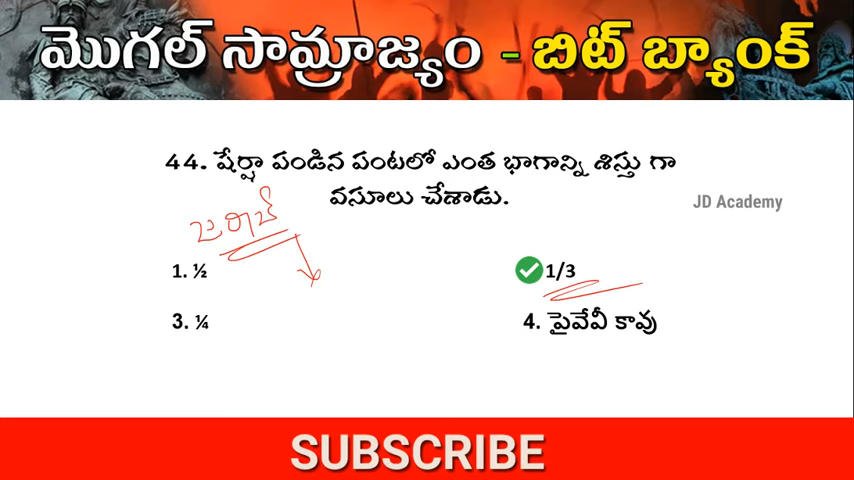 మొగల్ సామ్రాజ్యం - బిట్ బ్యాంక్
44. షేర్షా పండిన పంటలో ఎంత భాగాన్ని శిస్తు గా
వసూలు చేశాడు.
JD Academy
1. ½
1/3
3. ¼
4. పైవేవీ కావు
SUBSCRIBE